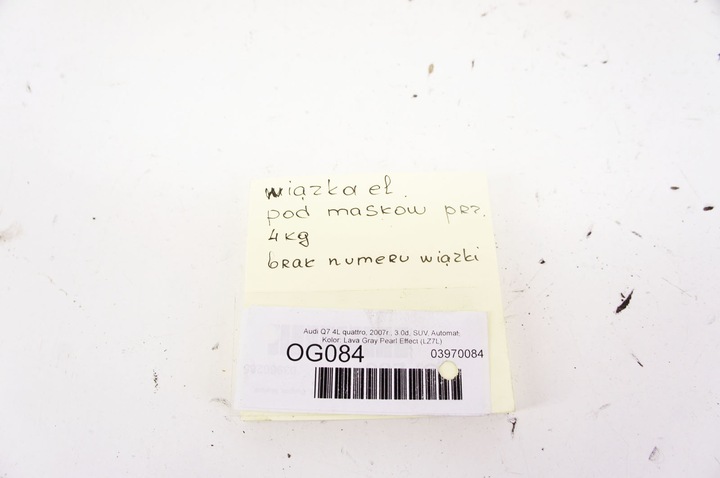 wiązka eł.
pod maskow prz.
4kg
brak numeru wiązki
Audi Q7 4L quattro, 2007r., 3.0d, SUV, Automat;
Kolor: Lava Gray Pearl Effect (LZ7L)
OG084 03970084